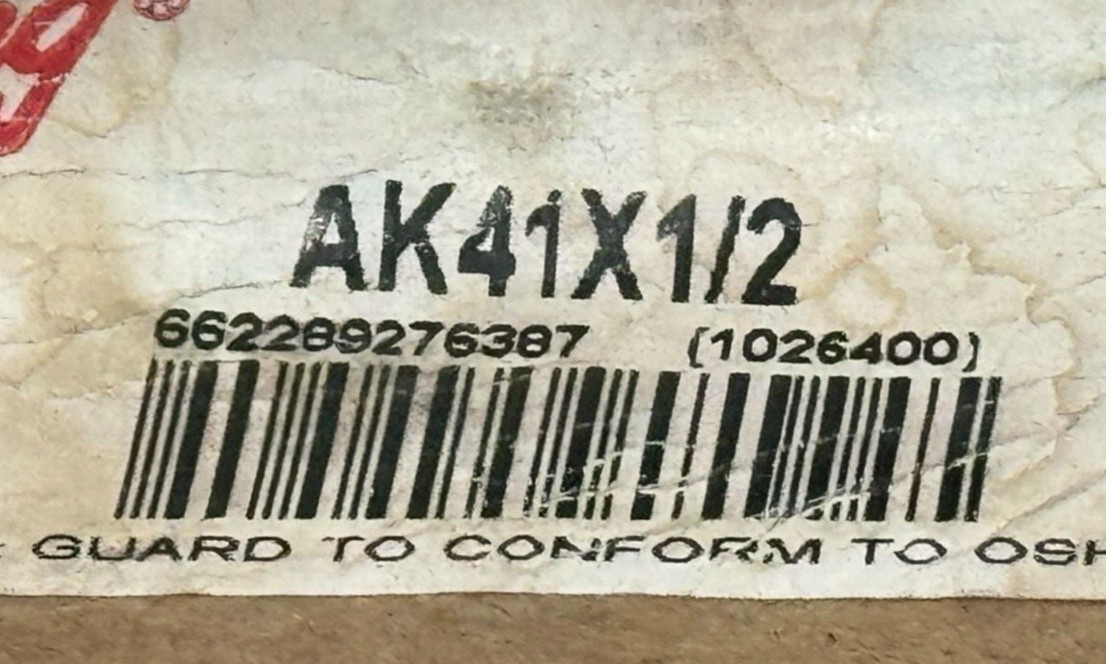 AK41X1/2
662289276387 (1026400)
GUARD TO CONFORM TO